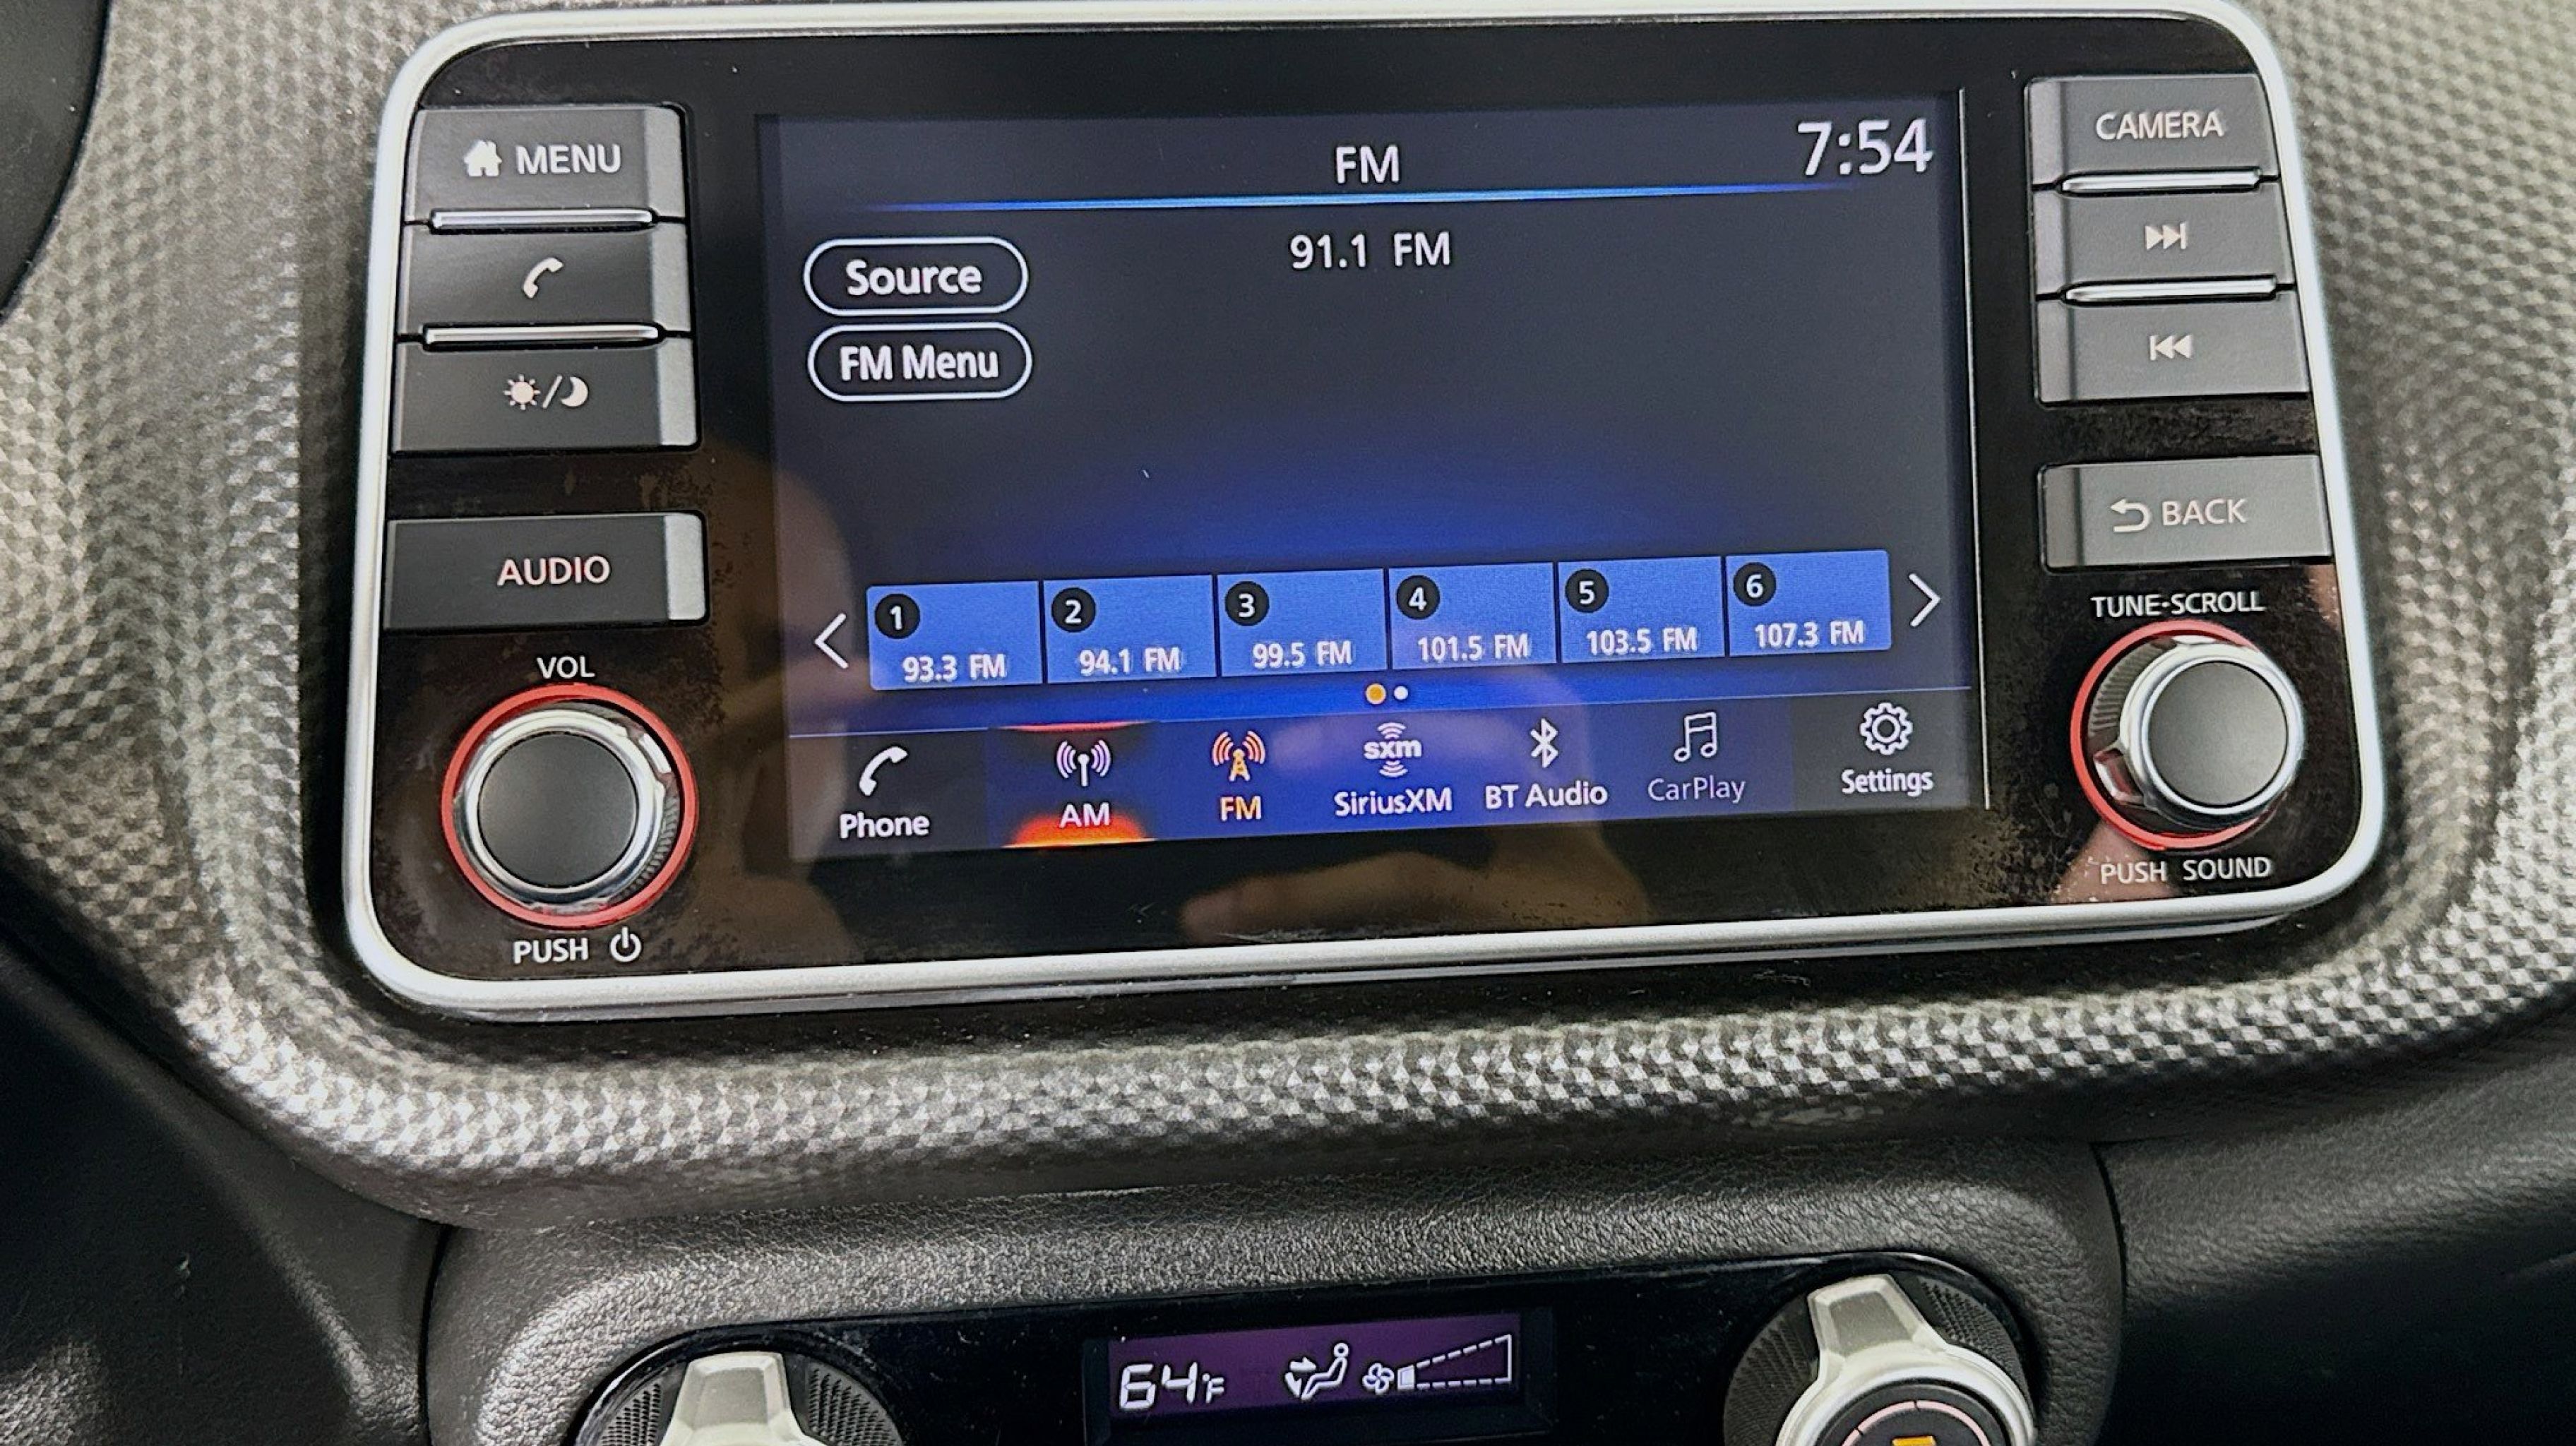 MENU
AUDIO
VOL
PUSH
FM
7:54
91.1 FM
Source
FM Menu
1 2 3 4 5 6
93.3 FM 94.1 FM 99.5 FM 101.5 FM 103.5 FM 107.3 FM
Phone AM FM sxm SiriusXM BT Audio CarPlay Settings
CAMERA
BACK
TUNE•SCROLL
PUSH SOUND
64°F